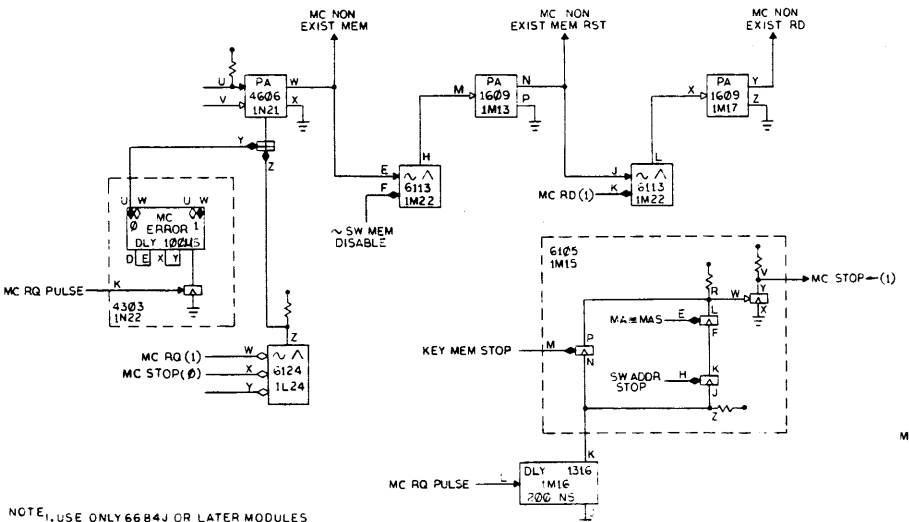 MC NON
EXIST MEM
MC NON
EXIST MEM RST
MC NON
EXIST RD
U
V
PA
4606
1N21
W
X
Y
Z
M
PA
1609
1M13
N
P
X
PA
1609
1M17
Y
Z
E
F
H
~ ∧
6113
1M22
~ SW MEM
DISABLE
J
K
L
~ ∧
6113
1M22
MC RD(1)
U W U W
0 MC 1
ERROR
DLY 100US
D E X Y
MC RQ PULSE
K
4303
1N22
Z
MC RQ(1)
W
MC STOP(0)
X
Y
~ ∧
6124
1L24
6105
1M15
V
MC STOP←(1)
R
W
Y
X
L
MA≡MAS
E
F
KEY MEM STOP
M
P
N
SW ADDR
STOP
H
K
J
Z
K
MC RQ PULSE
L
DLY 1316
1M16
200 NS
M
NOTE 1. USE ONLY 6684J OR LATER MODULES